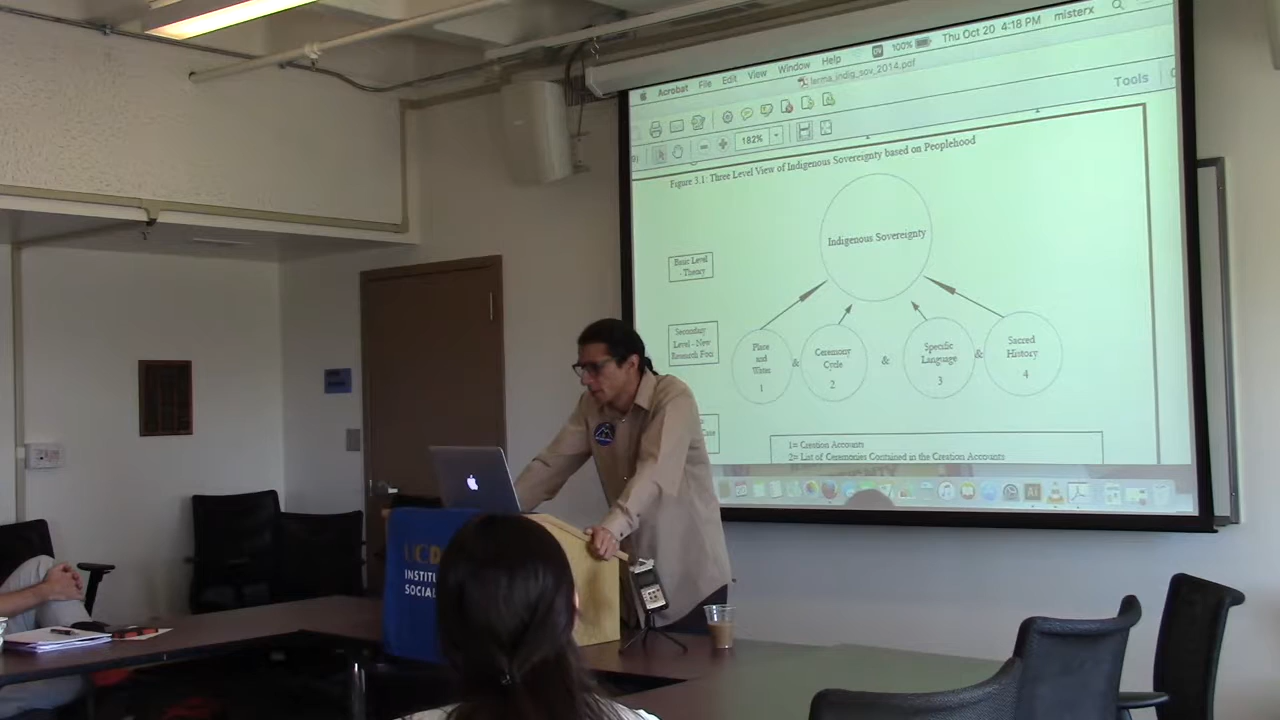 Acrobat File Edit View Window Help 100% Thu Oct 20 4:18 PM misterx
lerma_indig_sov_2014.pdf
Tools
182%
Figure 3.1: Three Level View of Indigenous Sovereignty based on Peoplehood
Indigenous Sovereignty
Basic Level
- Theory
Secondary
Level - New
Research Foci
Place
and
Water
1
&
Ceremony
Cycle
2
&
Specific
Language
3
&
Sacred
History
4
1= Creation Accounts
2= List of Ceremonies Contained in the Creation Accounts
UCD
INSTITU
SOCIAL